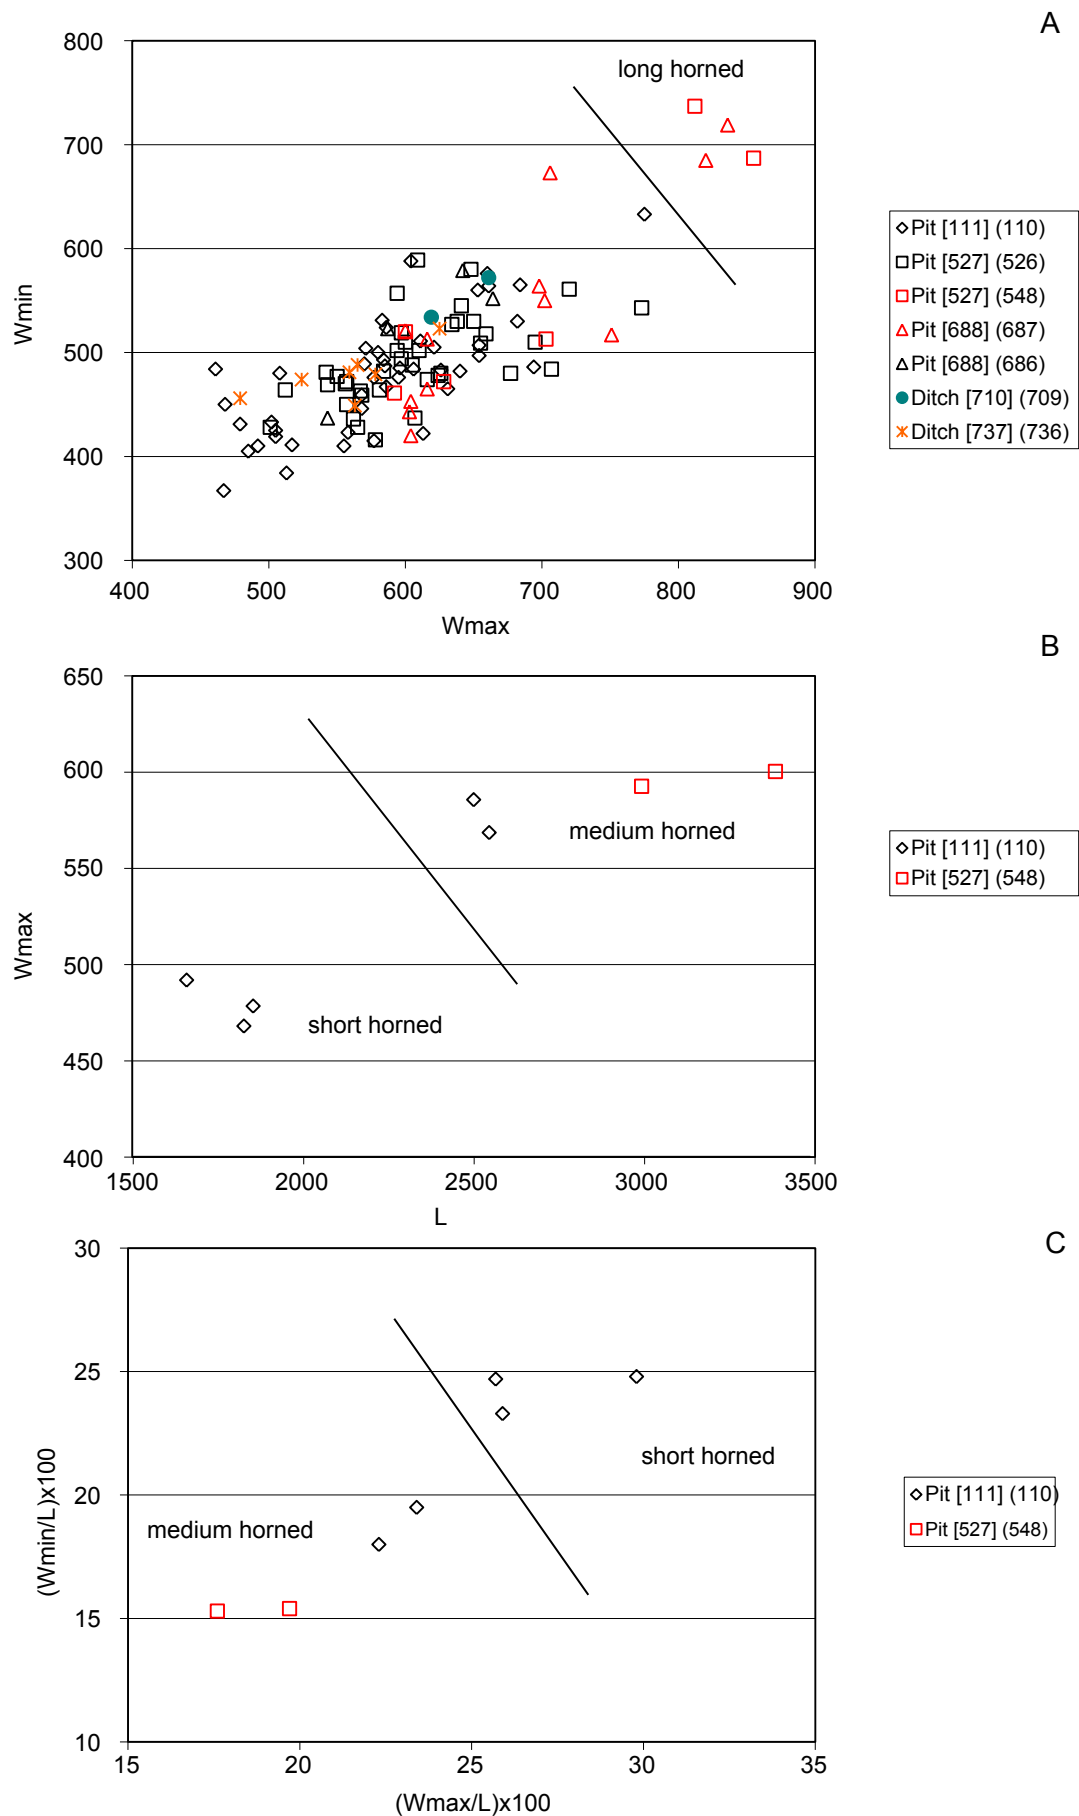 A
800
700
600
500
400
300
Wmin
long horned
400 500 600 700 800 900
Wmax
Pit [111] (110)
Pit [527] (526)
Pit [527] (548)
Pit [688] (687)
Pit [688] (686)
Ditch [710] (709)
Ditch [737] (736)
B
650
600
550
500
450
400
Wmax
medium horned
short horned
1500 2000 2500 3000 3500
L
Pit [111] (110)
Pit [527] (548)
C
30
25
20
15
10
(Wmin/L)x100
short horned
medium horned
15 20 25 30 35
(Wmax/L)x100
Pit [111] (110)
Pit [527] (548)